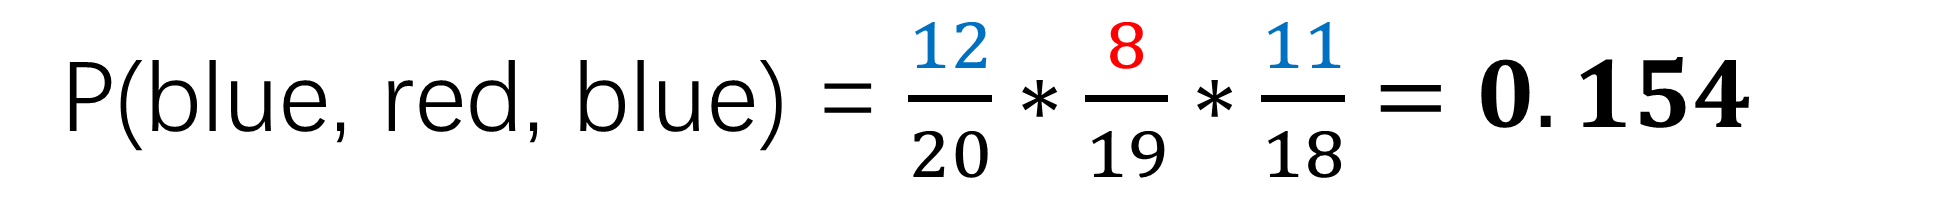 P(blue, red, blue) = 12/20 * 8/19 * 11/18 = 0.154